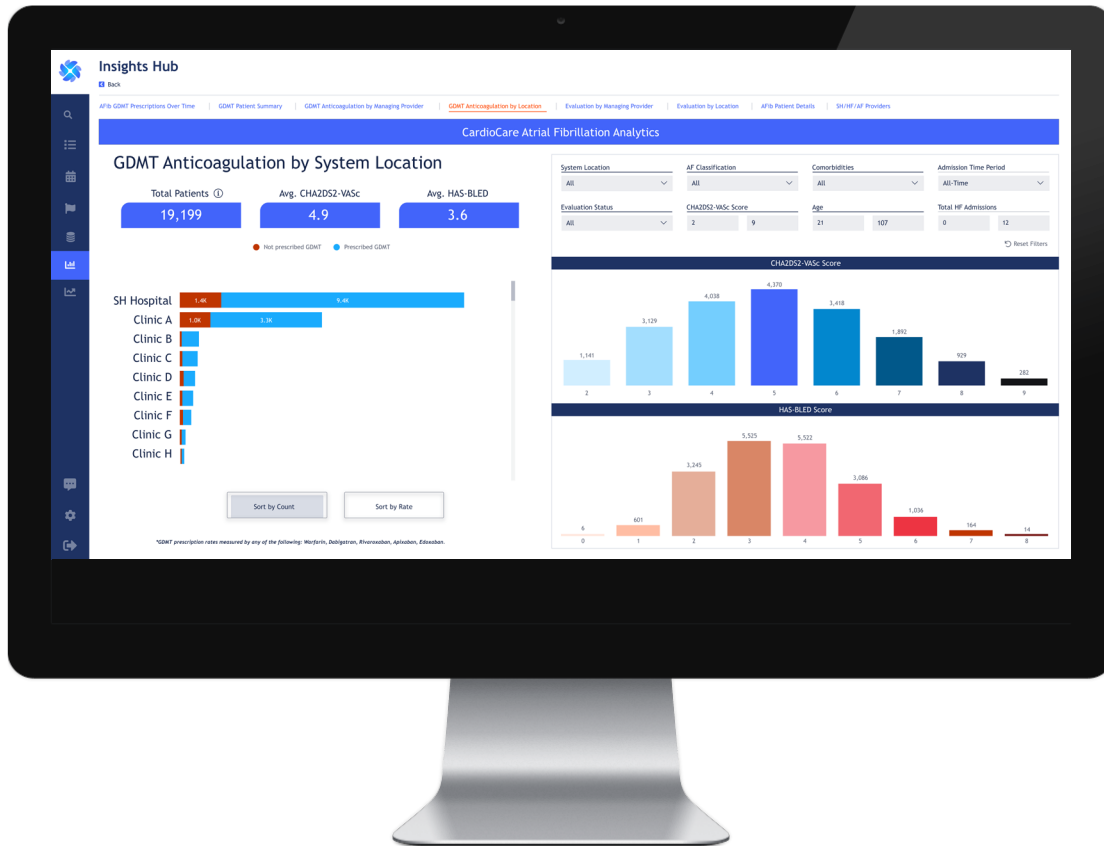 Insights Hub
Back
AFib GDMT Prescriptions Over Time
GDMT Patient Summary
GDMT Anticoagulation by Managing Provider
GDMT Anticoagulation by Location
Evaluation by Managing Provider
Evaluation by Location
AFib Patient Details
SH/HF/AF Providers
CardioCare Atrial Fibrillation Analytics
GDMT Anticoagulation by System Location
Total Patients ⓘ
Avg. CHA2DS2-VASc
Avg. HAS-BLED
19,199
4.9
3.6
Not prescribed GDMT
Prescribed GDMT
SH Hospital 1.4K 9.4K
Clinic A 1.0K 3.3K
Clinic B
Clinic C
Clinic D
Clinic E
Clinic F
Clinic G
Clinic H
Sort by Count
Sort by Rate
*GDMT prescription rates measured by any of the following: Warfarin, Dabigatran, Rivaroxaban, Apixaban, Edoxaban.
System Location
AF Classification
Comorbidities
Admission Time Period
All
All
All
All-Time
Evaluation Status
CHA2DS2-VASc Score
Age
Total HF Admissions
All
2 9
21 107
0 12
Reset Filters
CHA2DS2-VASc Score
1,141
3,129
4,038
4,370
3,418
1,892
929
282
2 3 4 5 6 7 8 9
HAS-BLED Score
6
601
3,245
5,525
5,522
3,086
1,036
164
14
0 1 2 3 4 5 6 7 8